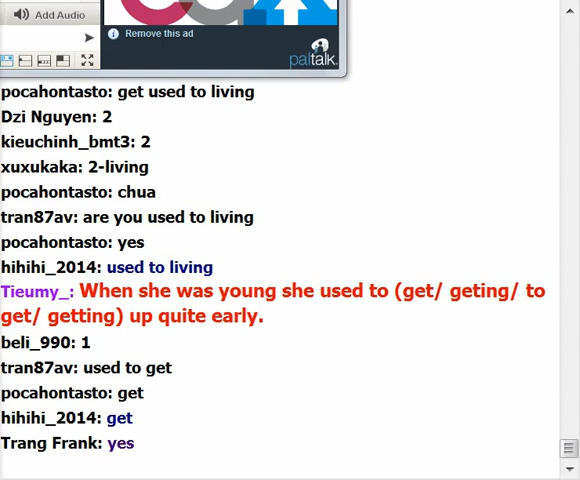 Add Audio
Remove this ad
paltalk.
pocahontasto: get used to living
Dzi Nguyen: 2
kieuchinh_bmt3: 2
xuxukaka: 2-living
pocahontasto: chua
tran87av: are you used to living
pocahontasto: yes
hihihi_2014: used to living
Tieumy_: When she was young she used to (get/ geting/ to
get/ getting) up quite early.
beli_990: 1
tran87av: used to get
pocahontasto: get
hihihi_2014: get
Trang Frank: yes